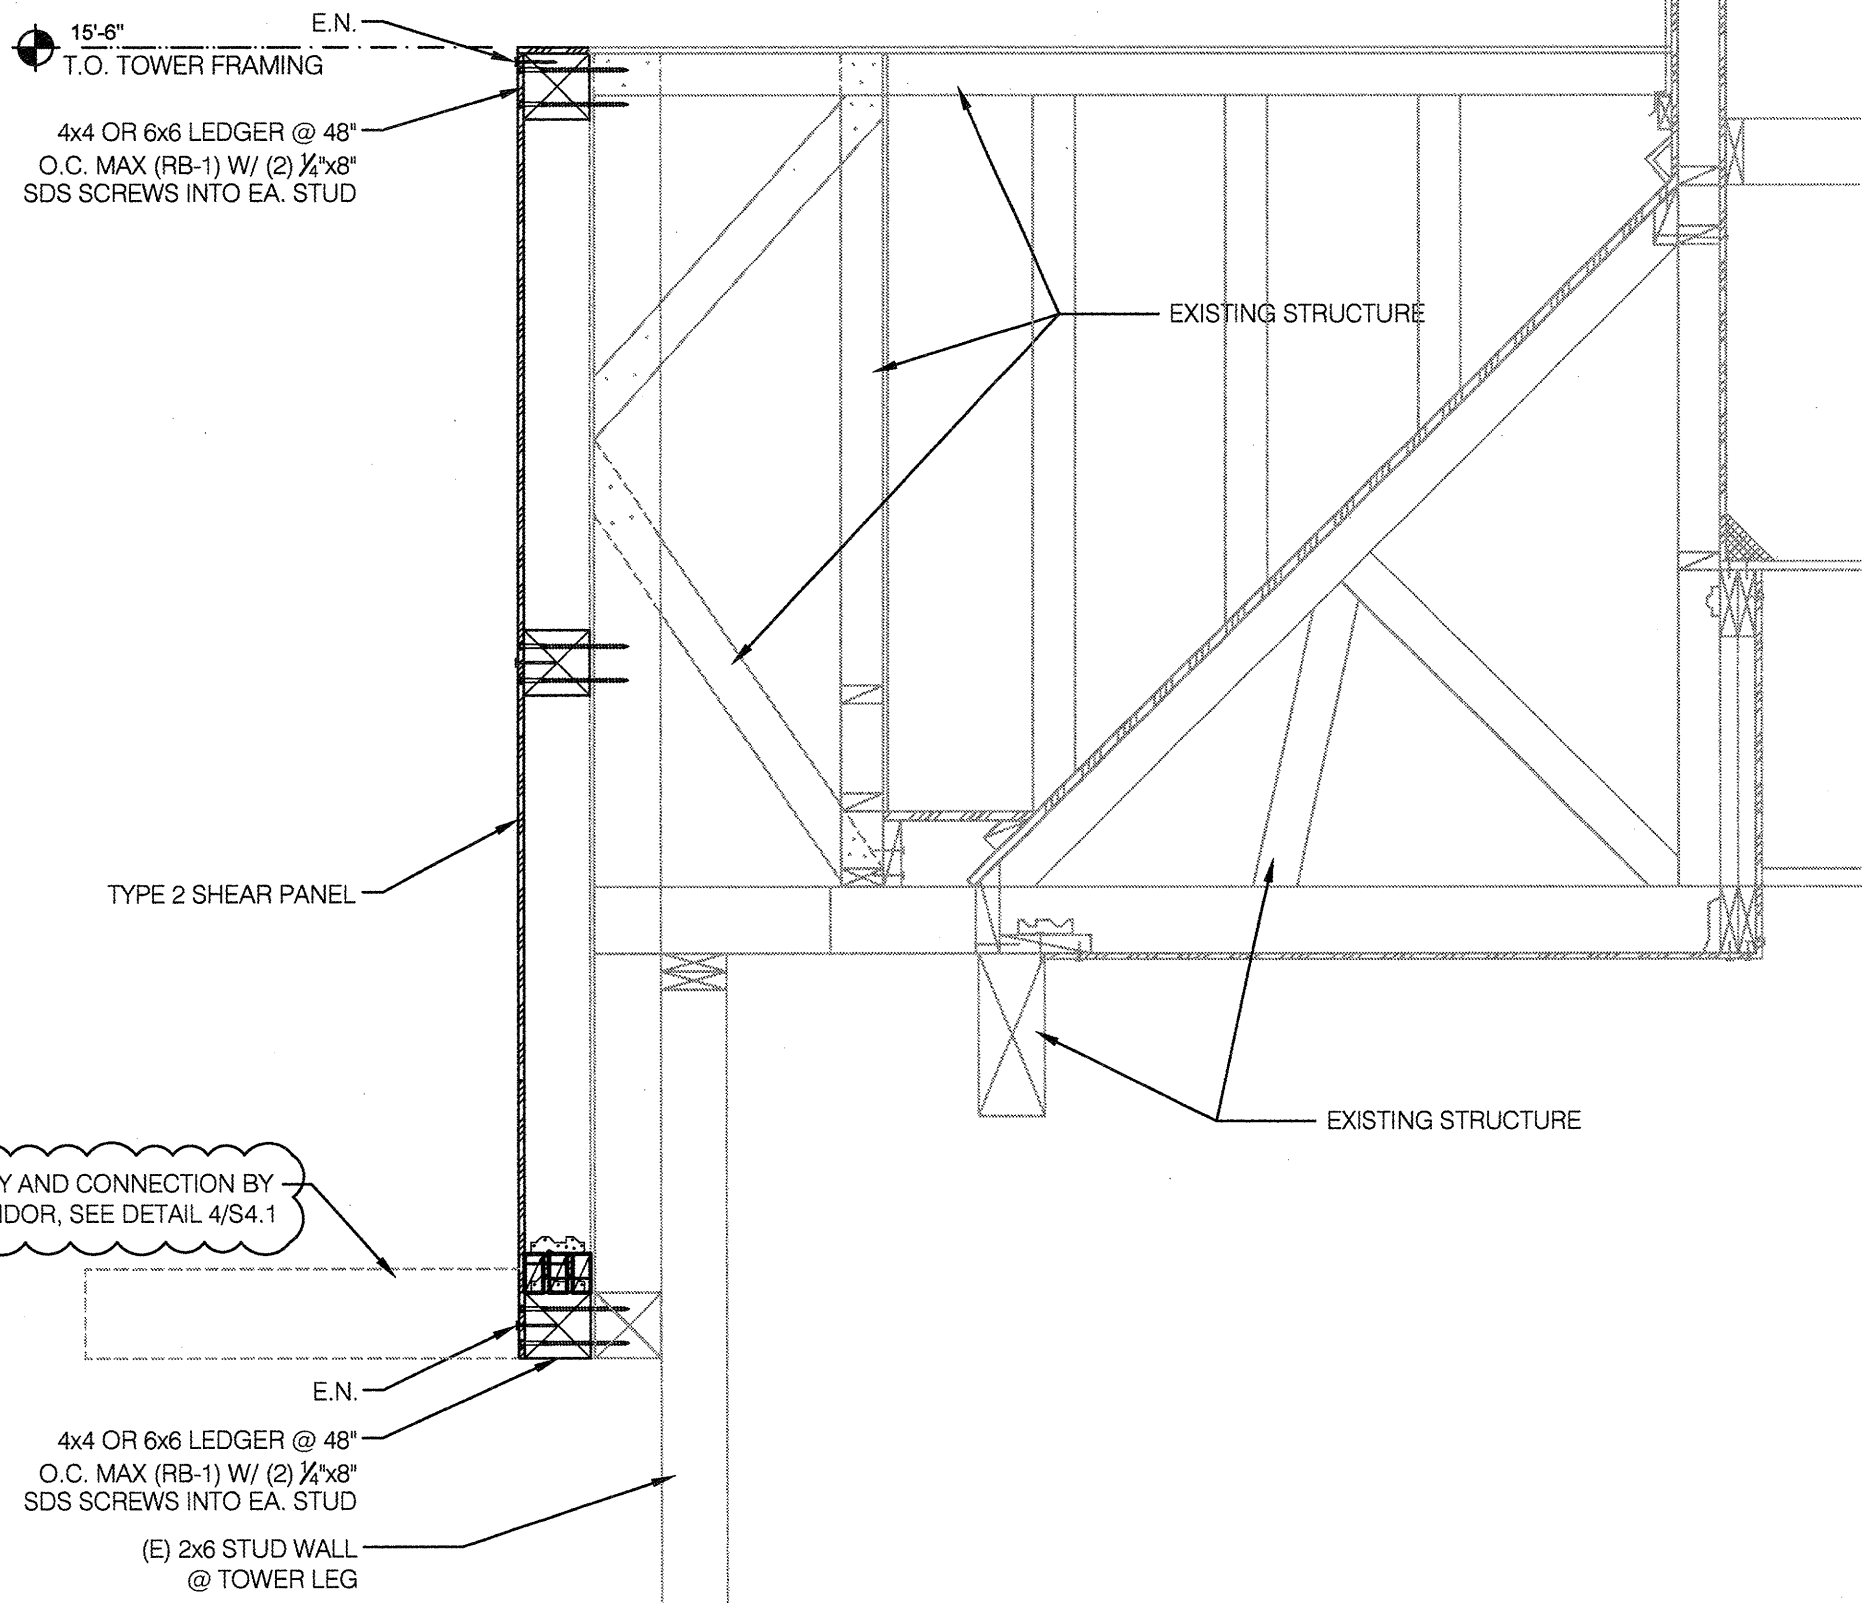 E.N.
15'-6"
T.O. TOWER FRAMING
4x4 OR 6x6 LEDGER @ 48"
O.C. MAX (RB-1) W/ (2) 1/4"x8"
SDS SCREWS INTO EA. STUD
EXISTING STRUCTURE
TYPE 2 SHEAR PANEL
EXISTING STRUCTURE
AND CONNECTION BY
SEE DETAIL 4/S4.1
E.N.
4x4 OR 6x6 LEDGER @ 48"
O.C. MAX (RB-1) W/ (2) 1/4"x8"
SDS SCREWS INTO EA. STUD
(E) 2x6 STUD WALL
@ TOWER LEG